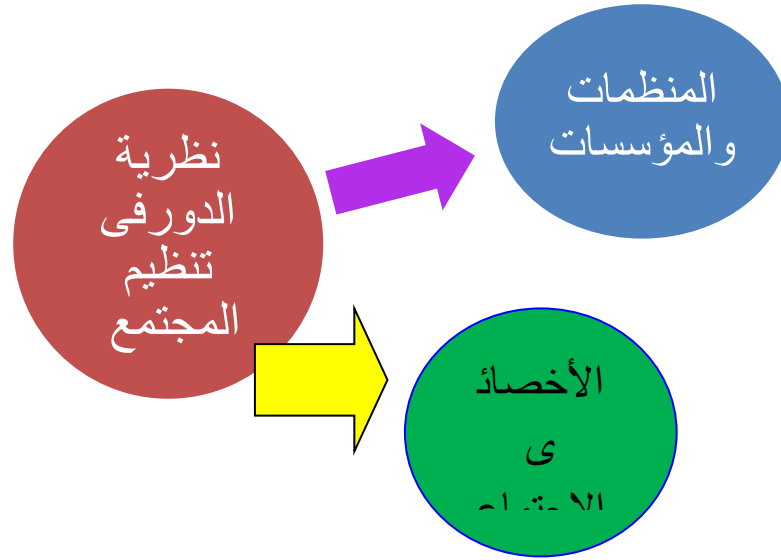 نظرية
الدورفى
تنظيم
المجتمع
المنظمات
والمؤسسات
الأخصائ
ى